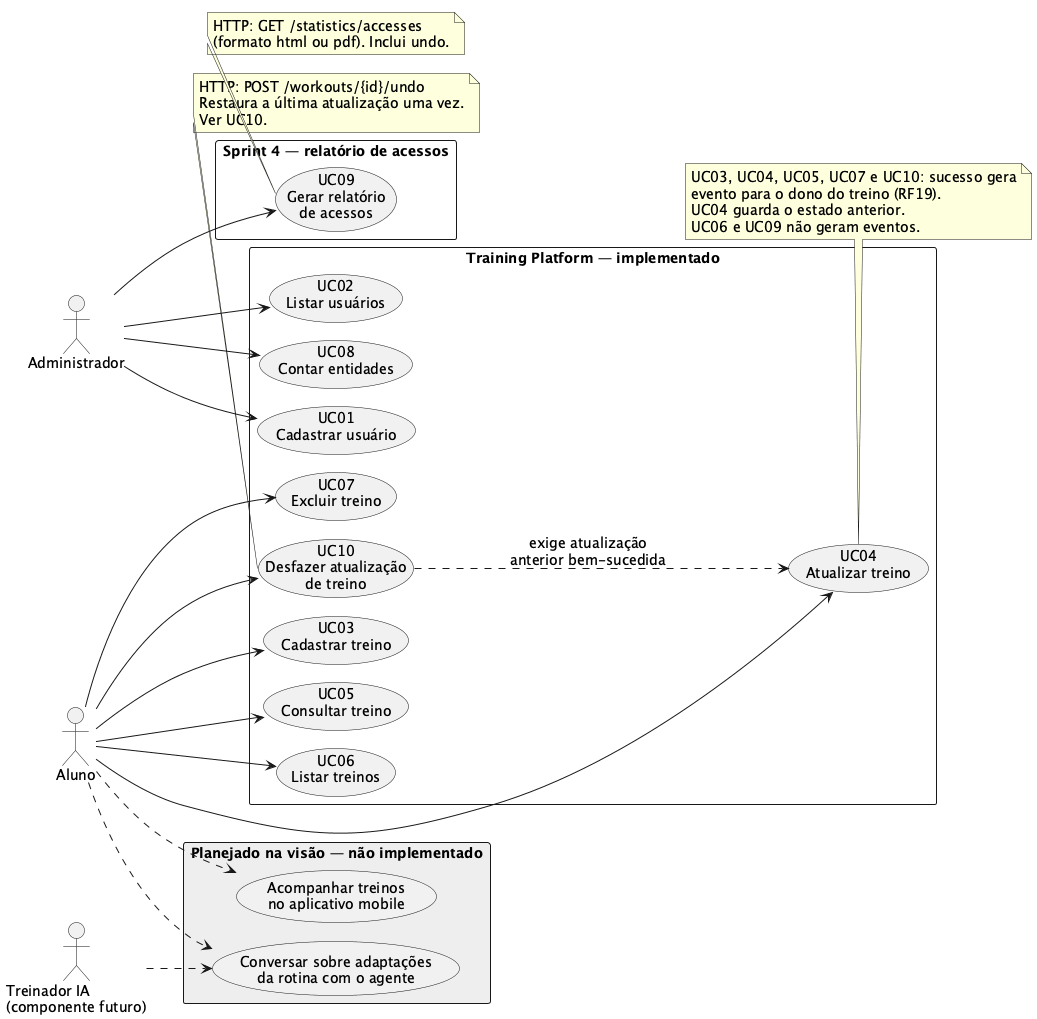 HTTP: GET /statistics/accesses
(formato html ou pdf). Inclui undo.
HTTP: POST /workouts/{id}/undo
Restaura a última atualização uma vez.
Ver UC10.
Sprint 4 — relatório de acessos
UC09
Gerar relatório
de acessos
UC03, UC04, UC05, UC07 e UC10: sucesso gera
evento para o dono do treino (RF19).
UC04 guarda o estado anterior.
UC06 e UC09 não geram eventos.
Training Platform — implementado
UC02
Listar usuários
Administrador
UC08
Contar entidades
UC01
Cadastrar usuário
UC07
Excluir treino
UC10
Desfazer atualização
de treino
exige atualização
anterior bem-sucedida
UC04
Atualizar treino
UC03
Cadastrar treino
UC05
Consultar treino
UC06
Listar treinos
Aluno
Planejado na visão — não implementado
Acompanhar treinos
no aplicativo mobile
Conversar sobre adaptações
da rotina com o agente
Treinador IA
(componente futuro)